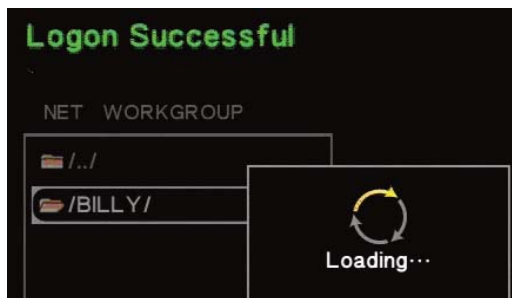 Logon Successful
NET WORKGROUP
/../
/BILLY/
Loading···